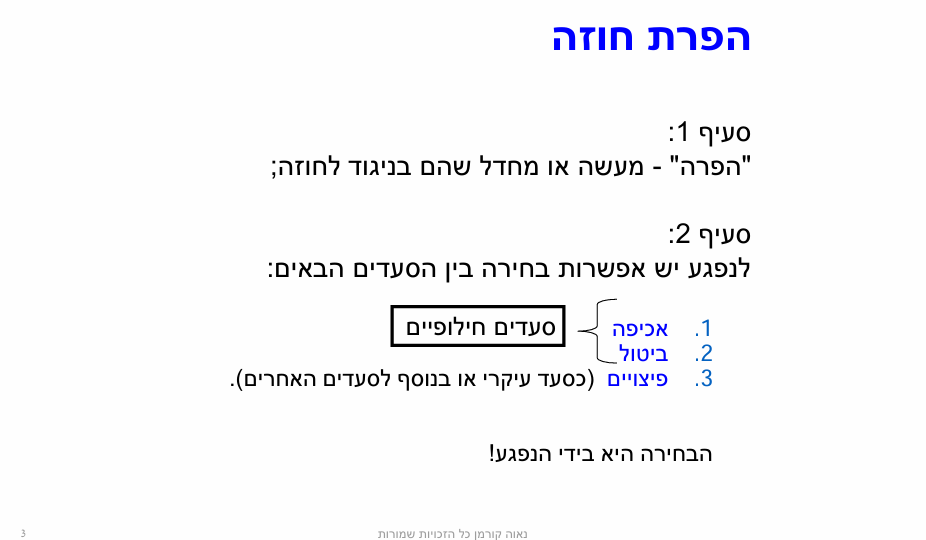 הפרת חוזה
סעיף 1:
"הפרה" - מעשה או מחדל שהם בניגוד לחוזה;
סעיף 2:
לנפגע יש אפשרות בחירה בין הסעדים הבאים:
1. אכיפה
סעדים חילופיים
2. ביטול
3. פיצויים (כסעד עיקרי או בנוסף לסעדים האחרים).
הבחירה היא בידי הנפגע!
נאוה קורמן כל הזכויות שמורות
3